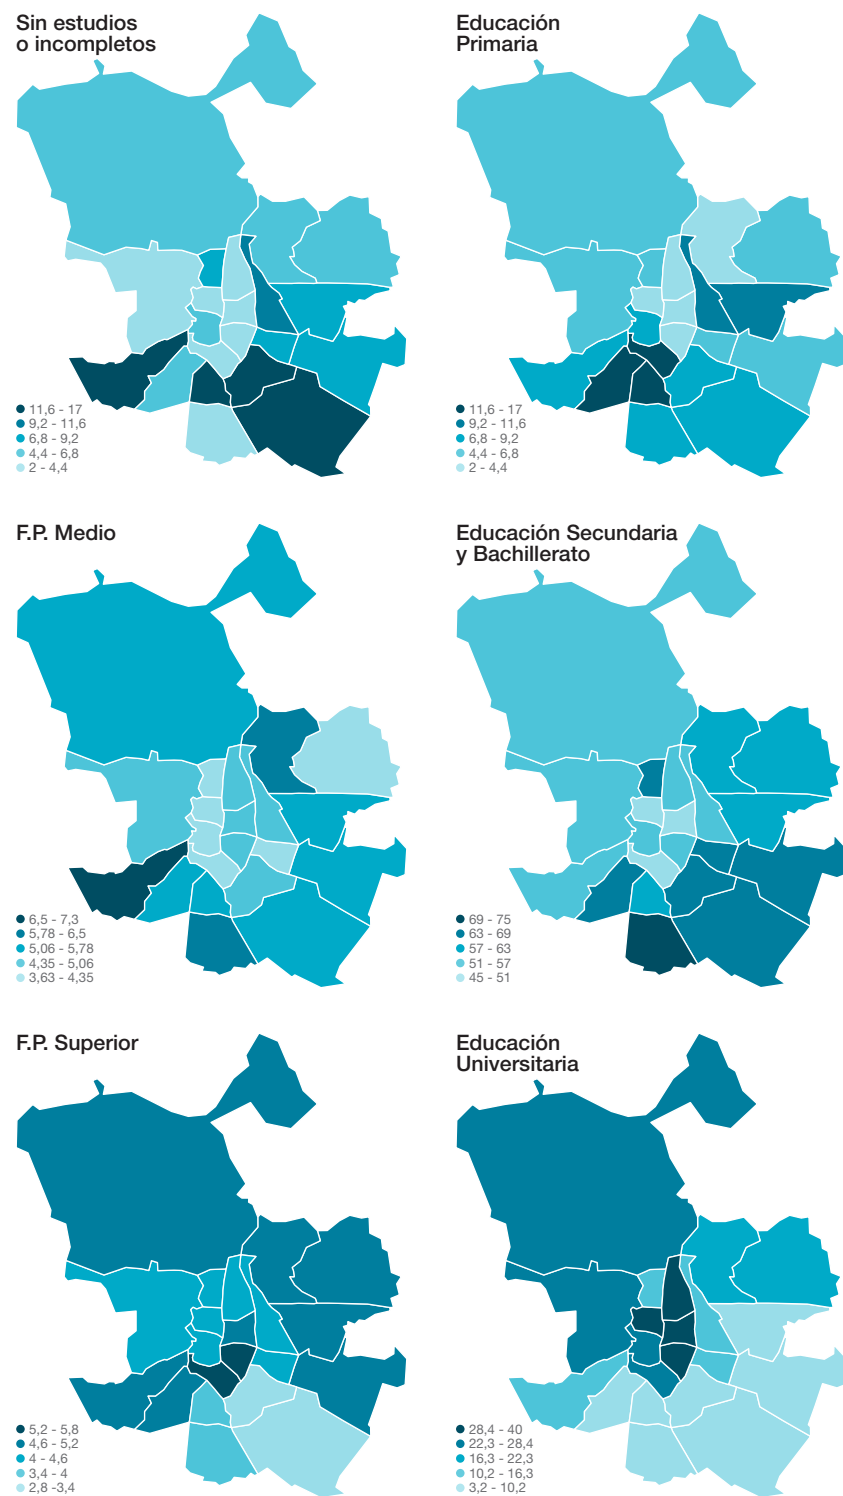 Sin estudios
o incompletos
11,6 - 17
9,2 - 11,6
6,8 - 9,2
4,4 - 6,8
2 - 4,4
Educación
Primaria
11,6 - 17
9,2 - 11,6
6,8 - 9,2
4,4 - 6,8
2 - 4,4
F.P. Medio
6,5 - 7,3
5,78 - 6,5
5,06 - 5,78
4,35 - 5,06
3,63 - 4,35
Educación Secundaria
y Bachillerato
69 - 75
63 - 69
57 - 63
51 - 57
45 - 51
F.P. Superior
5,2 - 5,8
4,6 - 5,2
4 - 4,6
3,4 - 4
2,8 -3,4
Educación
Universitaria
28,4 - 40
22,3 - 28,4
16,3 - 22,3
10,2 - 16,3
3,2 - 10,2